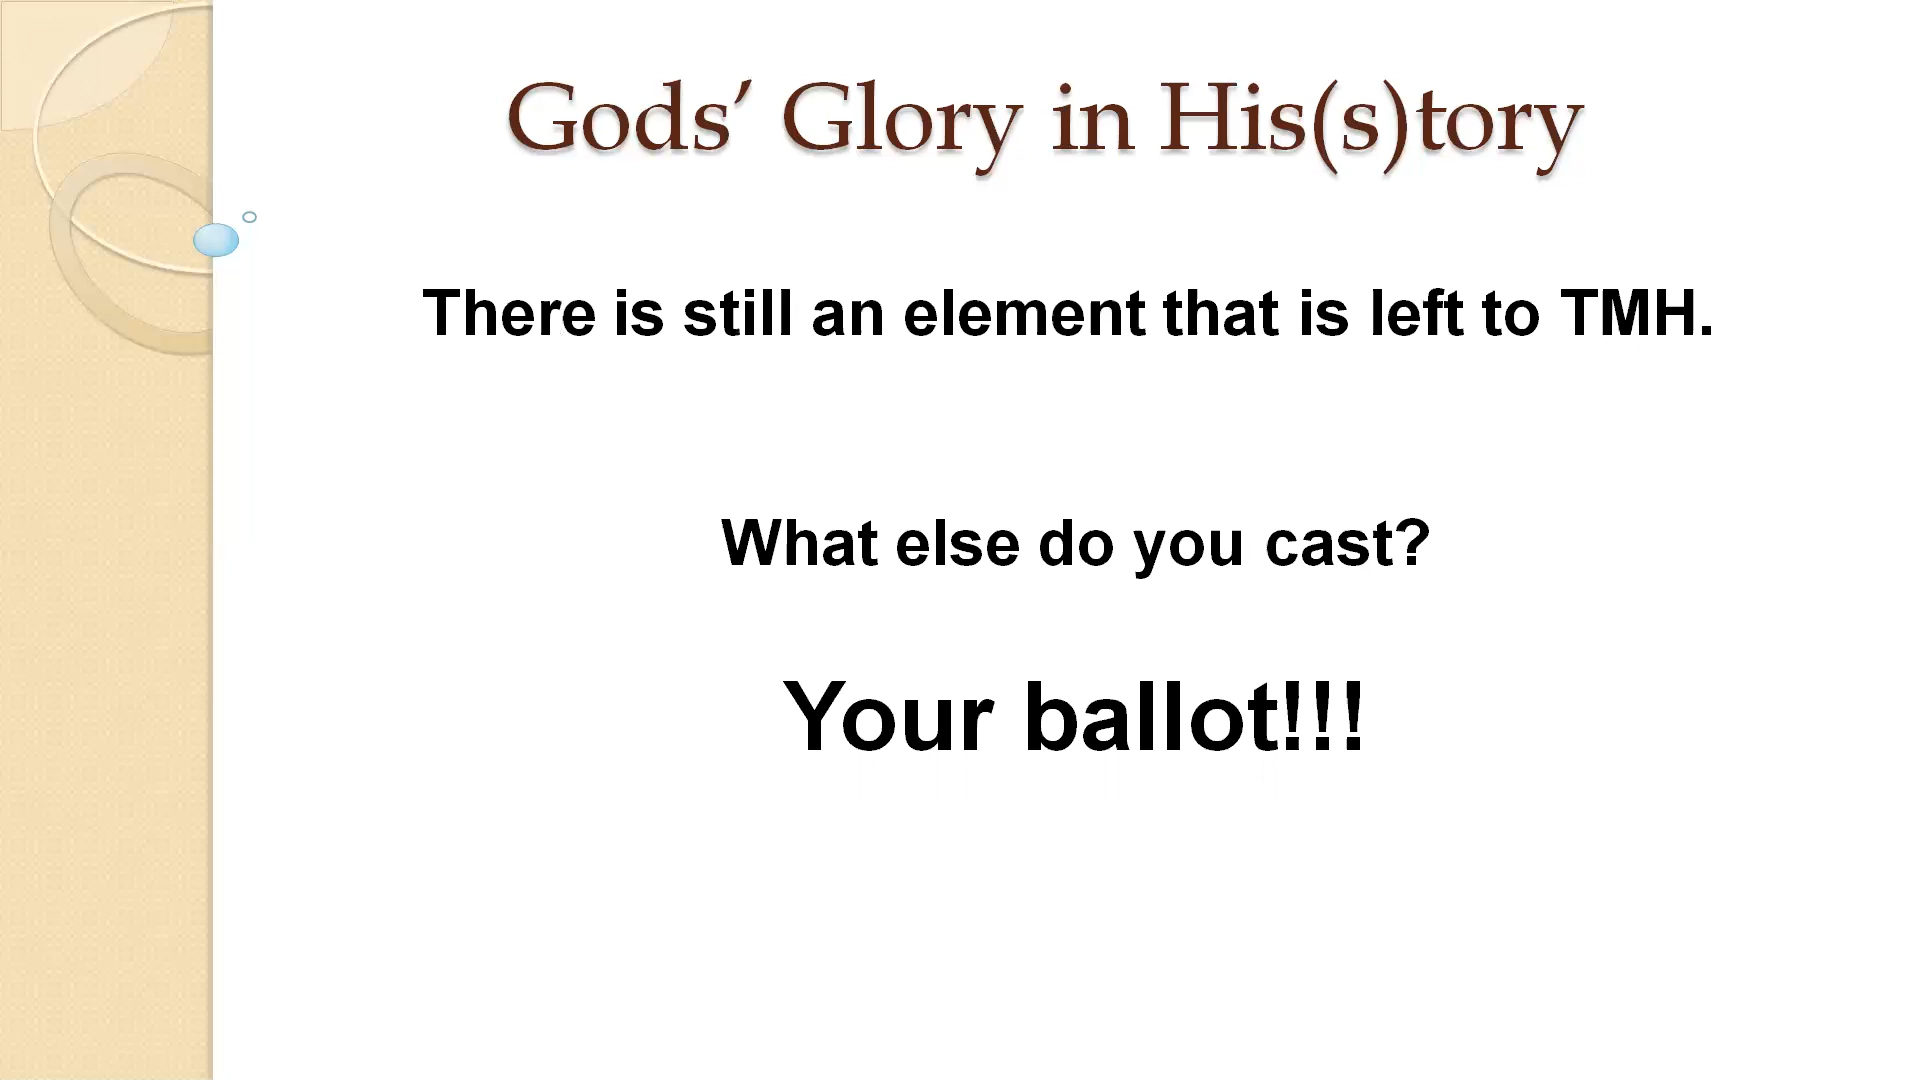 Gods’ Glory in His(s)tory
There is still an element that is left to TMH.
What else do you cast?
Your ballot!!!